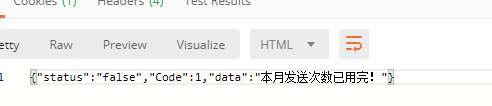 Cookies (1) Headers (4) Test Results
etty Raw Preview Visualize HTML
1 {"status":"false","Code":1,"data":"本月发送次数已用完！"}